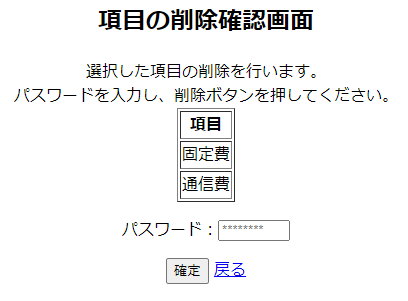 項目の削除確認画面
選択した項目の削除を行います。
パスワードを入力し、削除ボタンを押してください。
項目
固定費
通信費
パスワード：********
確定 戻る